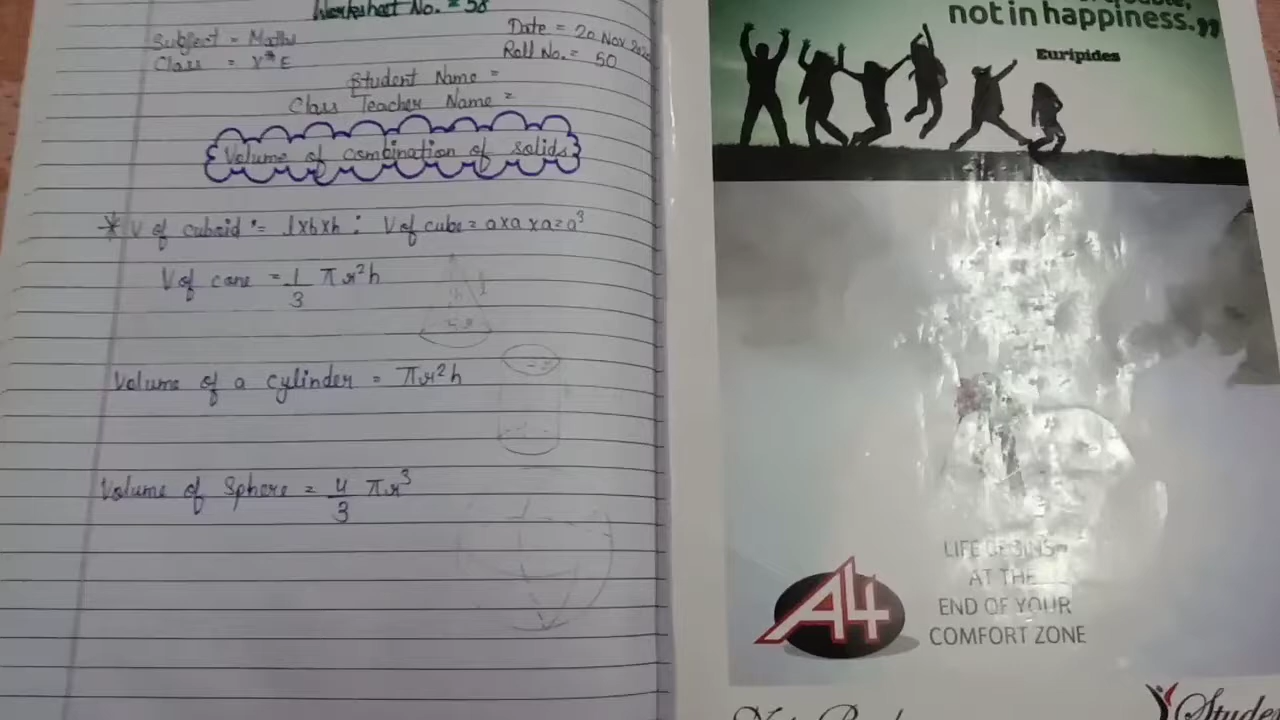 Worksheet No. = 58
Subject = Maths
Date = 20 Nov
Class = Xth E
Roll No. = 50
Student Name =
Class Teacher Name =
Volume of combination of solids
* V of cuboid = l×b×h ; V of cube = a×a×a=a³
V of cone = 1/3 πr²h
Volume of a cylinder = πr²h
Volume of Sphere = 4/3 πr³
not in happiness.”
Euripides
LIFE BEGINS
AT THE
END OF YOUR
COMFORT ZONE
A4